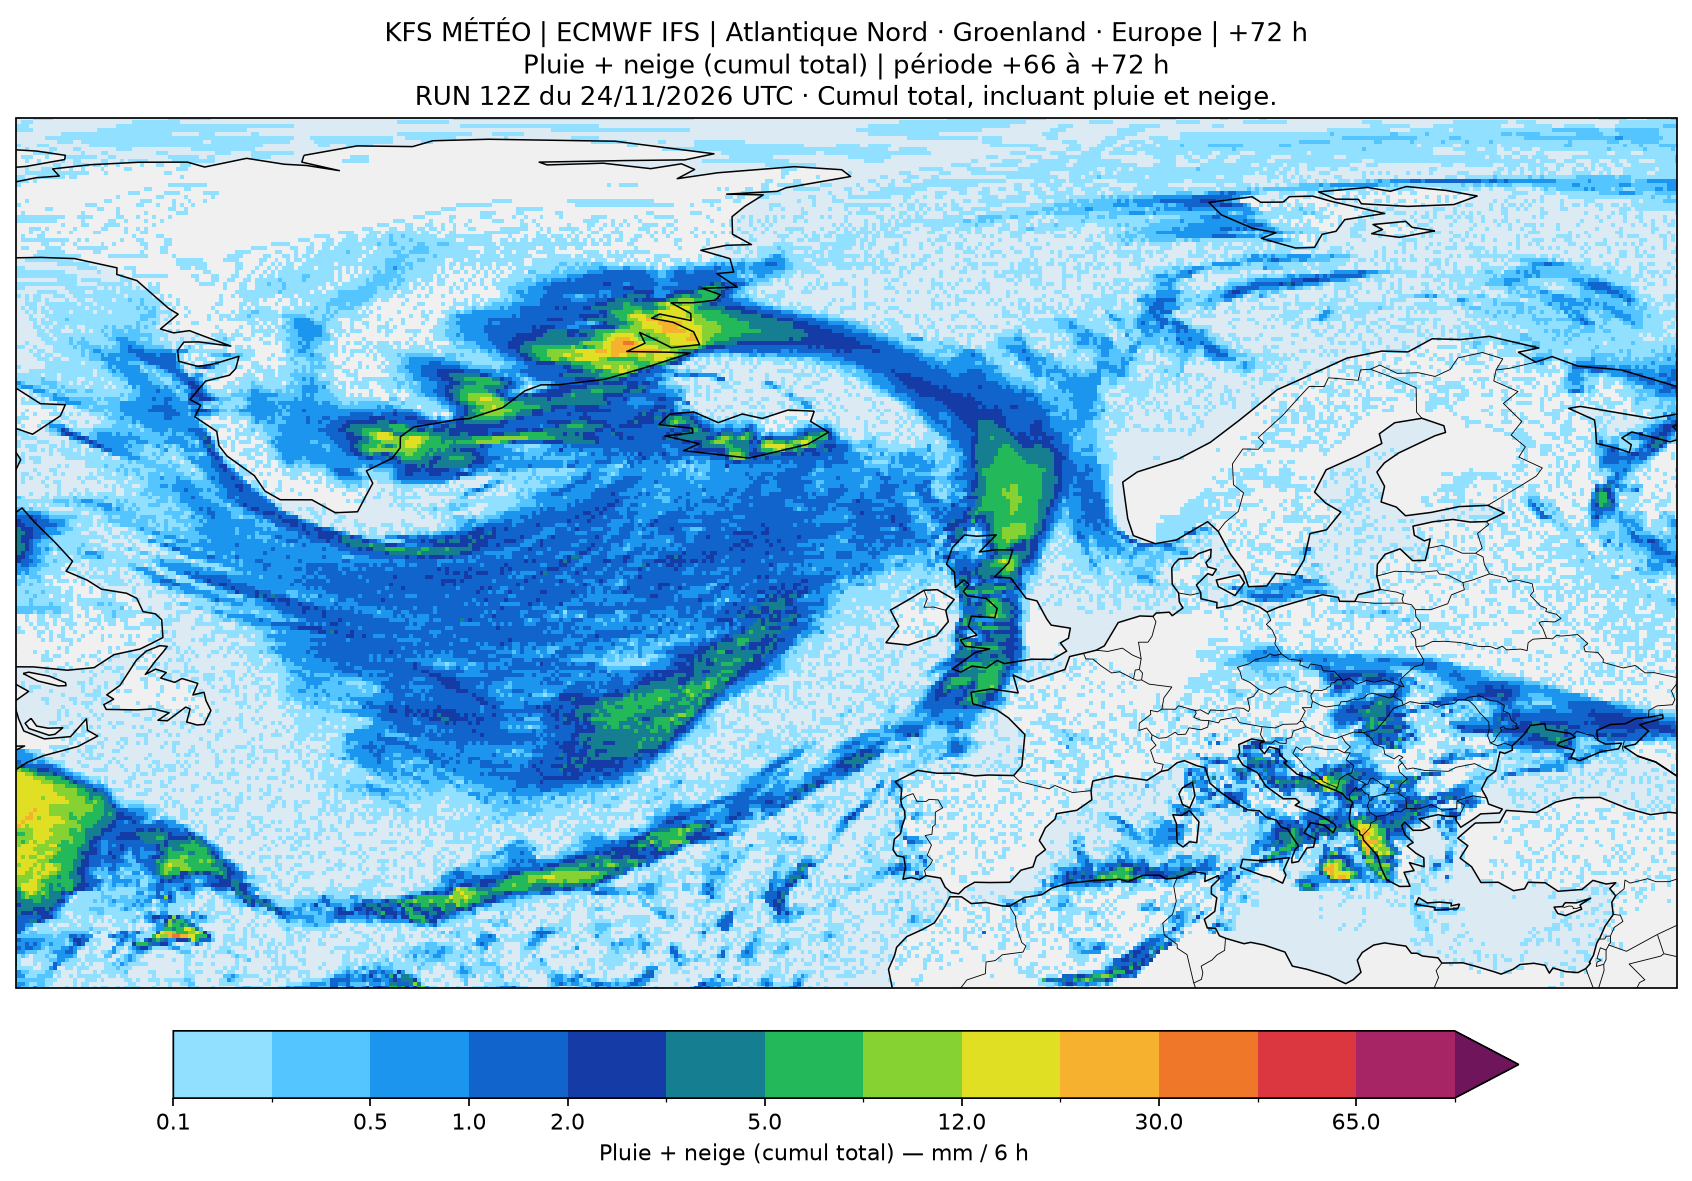 KFS MÉTÉO | ECMWF IFS | Atlantique Nord · Groenland · Europe | +72 h
Pluie + neige (cumul total) | période +66 à +72 h
RUN 12Z du 24/11/2026 UTC · Cumul total, incluant pluie et neige.
0.1 0.5 1.0 2.0 5.0 12.0 30.0 65.0
Pluie + neige (cumul total) — mm / 6 h